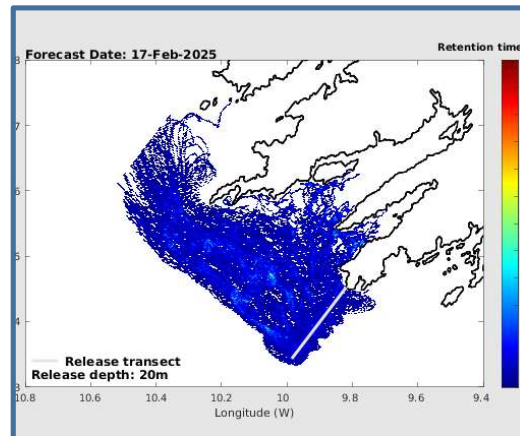 Retention time
Forecast Date: 17-Feb-2025
8
7
6
5
4
3
Release transect
Release depth: 20m
10.8 10.6 10.4 10.2 10 9.8 9.6 9.4
Longitude (W)